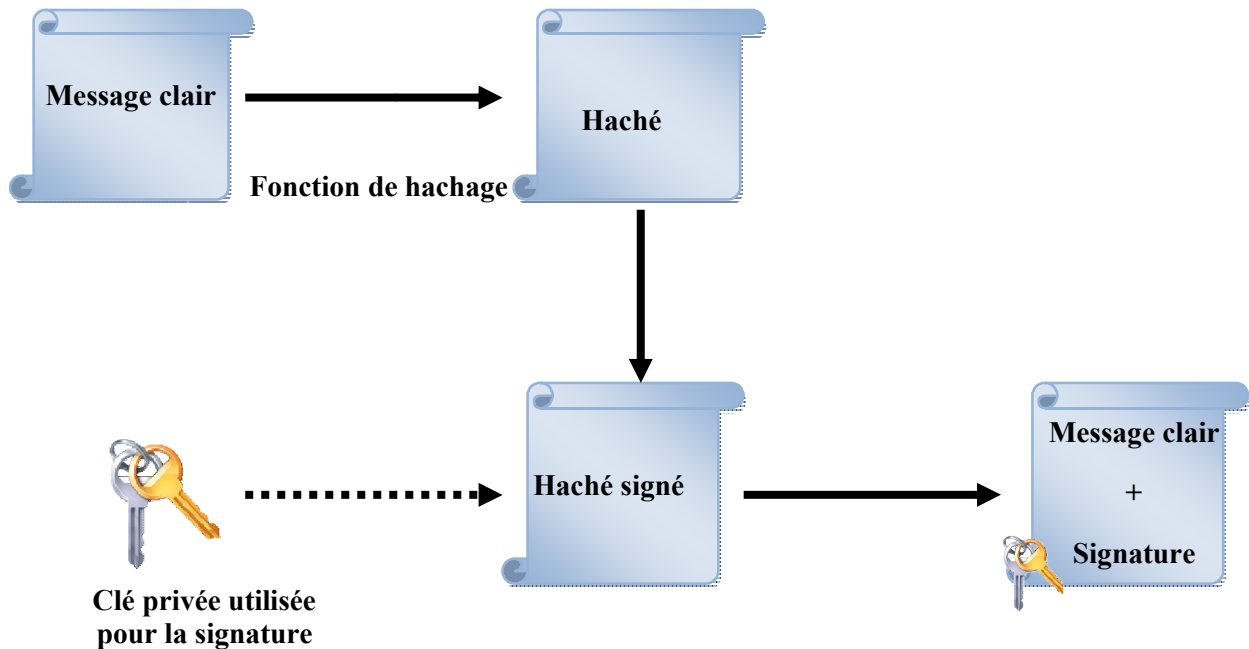 Message clair
Haché
Fonction de hachage
Haché signé
Message clair
+
Signature
Clé privée utilisée
pour la signature